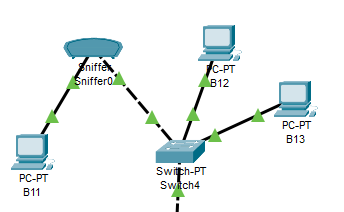 Sniffer
Sniffer0
PC-PT
B12
PC-PT
B13
PC-PT
B11
Switch-PT
Switch4